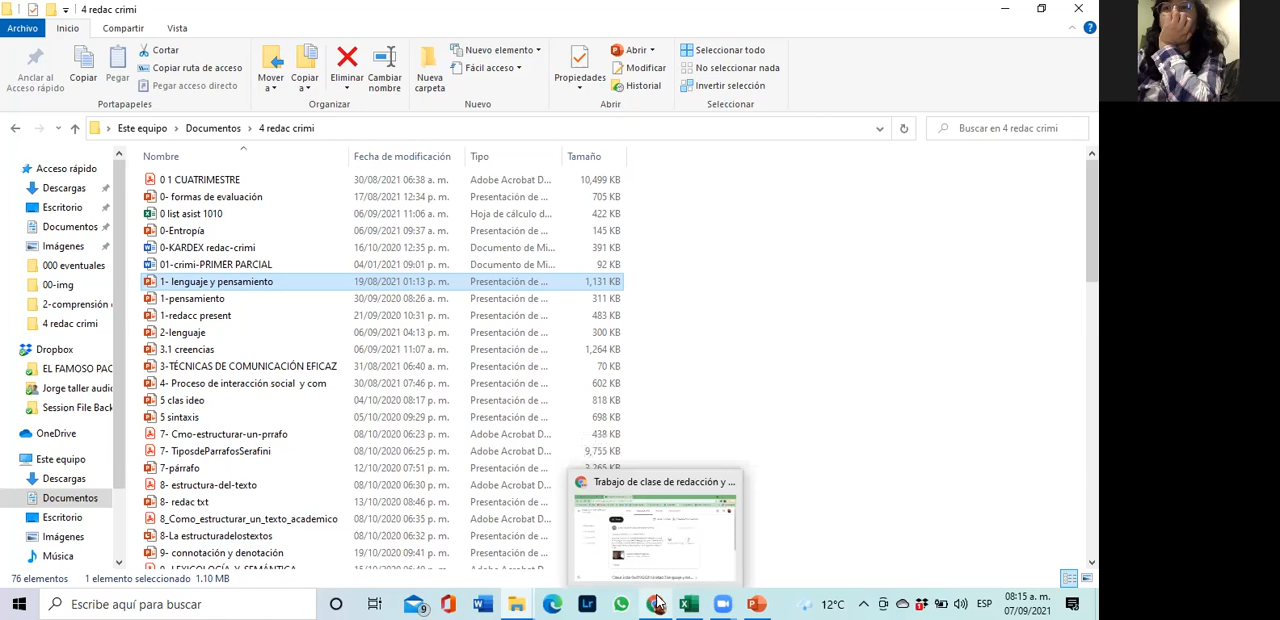 4 redac crimi
Archivo Inicio Compartir Vista
Anclar al Acceso rápido
Copiar
Pegar
Cortar
Copiar ruta de acceso
Pegar acceso directo
Portapapeles
Mover a
Copiar a
Eliminar
Cambiar nombre
Organizar
Nueva carpeta
Nuevo elemento
Fácil acceso
Nuevo
Propiedades
Abrir
Modificar
Historial
Abrir
Seleccionar todo
No seleccionar nada
Invertir selección
Seleccionar
Este equipo > Documentos > 4 redac crimi
Buscar en 4 redac crimi
Acceso rápido
Descargas
Escritorio
Documentos
Imágenes
000 eventuales
00-img
2-comprensión
4 redac crimi
Dropbox
EL FAMOSO PAC
Jorge taller audio
Session File Back
OneDrive
Este equipo
Descargas
Documentos
Escritorio
Imágenes
Música
Nombre Fecha de modificación Tipo Tamaño
0 1 CUATRIMESTRE 30/08/2021 06:38 a. m. Adobe Acrobat D... 10,499 KB
0- formas de evaluación 17/08/2021 12:34 p. m. Presentación de ... 705 KB
0 list asist 1010 06/09/2021 11:06 a. m. Hoja de cálculo d... 422 KB
0-Entropía 06/09/2021 09:37 a. m. Presentación de ... 145 KB
0-KARDEX redac-crimi 16/10/2020 12:35 p. m. Documento de Mi... 391 KB
01-crimi-PRIMER PARCIAL 04/01/2021 09:01 p. m. Documento de Mi... 92 KB
1- lenguaje y pensamiento 19/08/2021 01:13 p. m. Presentación de ... 1,131 KB
1-pensamiento 30/09/2020 08:26 a. m. Presentación de ... 311 KB
1-redacc present 21/09/2020 10:31 p. m. Presentación de ... 483 KB
2-lenguaje 06/09/2021 04:13 p. m. Presentación de ... 300 KB
3.1 creencias 06/09/2021 11:07 a. m. Presentación de ... 1,264 KB
3-TÉCNICAS DE COMUNICACIÓN EFICAZ 31/08/2021 06:40 a. m. Presentación de ... 70 KB
4- Proceso de interacción social y com 30/08/2021 07:46 p. m. Presentación de ... 602 KB
5 clas ideo 04/10/2020 08:17 p. m. Presentación de ... 818 KB
5 sintaxis 05/10/2020 09:29 p. m. Presentación de ... 698 KB
7- Cmo-estructurar-un-prrafo 08/10/2020 06:23 p. m. Adobe Acrobat D... 438 KB
7- TiposdeParrafosSerafini 08/10/2020 06:25 p. m. Adobe Acrobat D... 9,755 KB
7-párrafo 12/10/2020 07:51 p. m. Presentación de ... 3,265 KB
8- estructura-del-texto 08/10/2020 06:30 p. m. Adobe Acrobat D...
8- redac txt 13/10/2020 08:46 p. m. Presentación de ...
8_Como_estructurar_un_texto_academico 08/10/2020 06:35 p. m. Adobe Acrobat D...
8-La estructuradelostextos 08/10/2020 06:32 p. m. Adobe Acrobat D...
9- connotación y denotación 19/10/2020 09:41 p. m. Presentación de ...
Trabajo de clase de redacción y ...
76 elementos 1 elemento seleccionado 1.10 MB
Escribe aquí para buscar
9
12°C
ESP
08:15 a. m.
07/09/2021